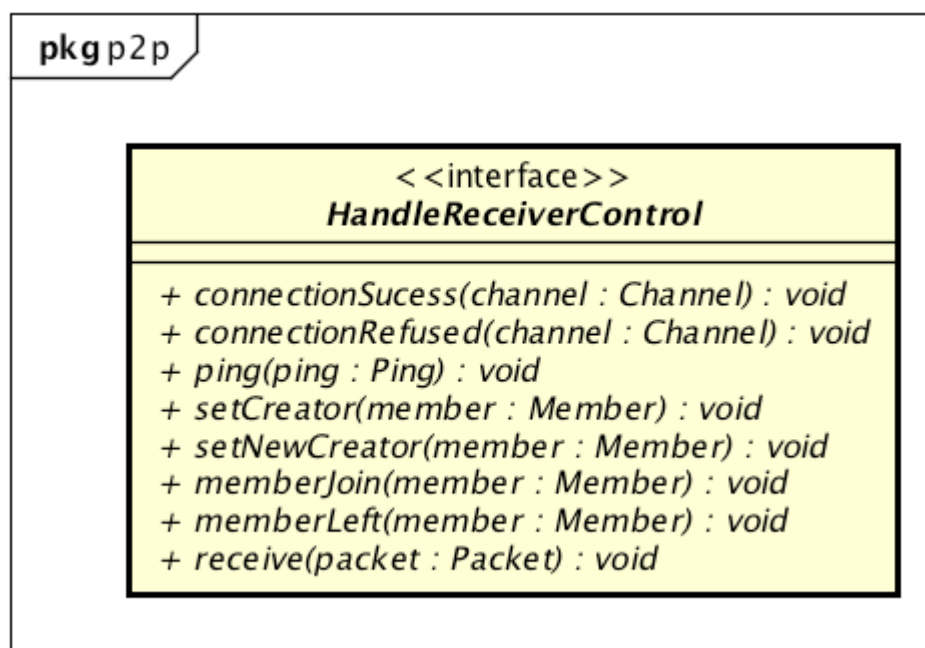 pkg p2p
<<interface>>
HandleReceiverControl
+ connectionSucess(channel : Channel) : void
+ connectionRefused(channel : Channel) : void
+ ping(ping : Ping) : void
+ setCreator(member : Member) : void
+ setNewCreator(member : Member) : void
+ memberJoin(member : Member) : void
+ memberLeft(member : Member) : void
+ receive(packet : Packet) : void